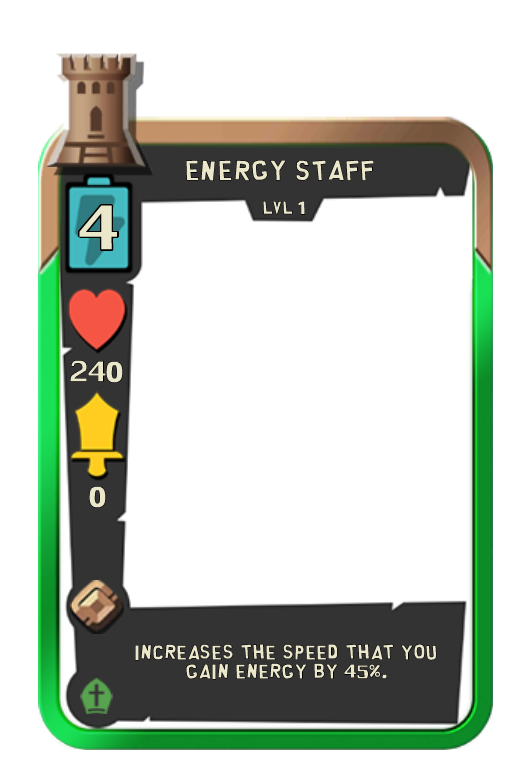 ENERGY STAFF
LVL 1
4
240
0
INCREASES THE SPEED THAT YOU
GAIN ENERGY BY 45%.